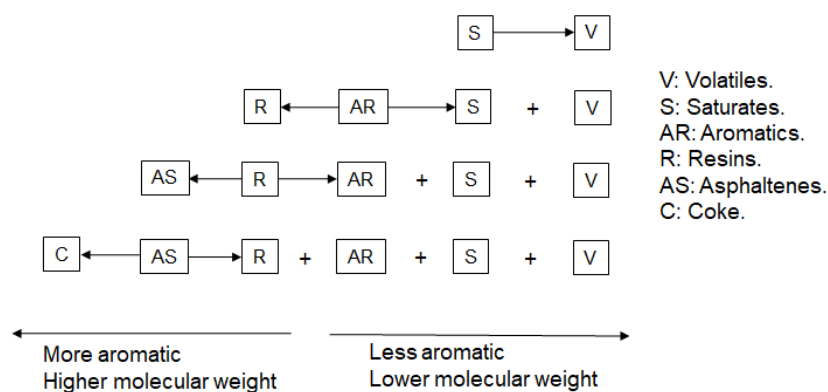 S V
R AR S + V
AS R AR + S + V
C AS R + AR + S + V
V: Volatiles.
S: Saturates.
AR: Aromatics.
R: Resins.
AS: Asphaltenes.
C: Coke.
More aromatic
Higher molecular weight
Less aromatic
Lower molecular weight